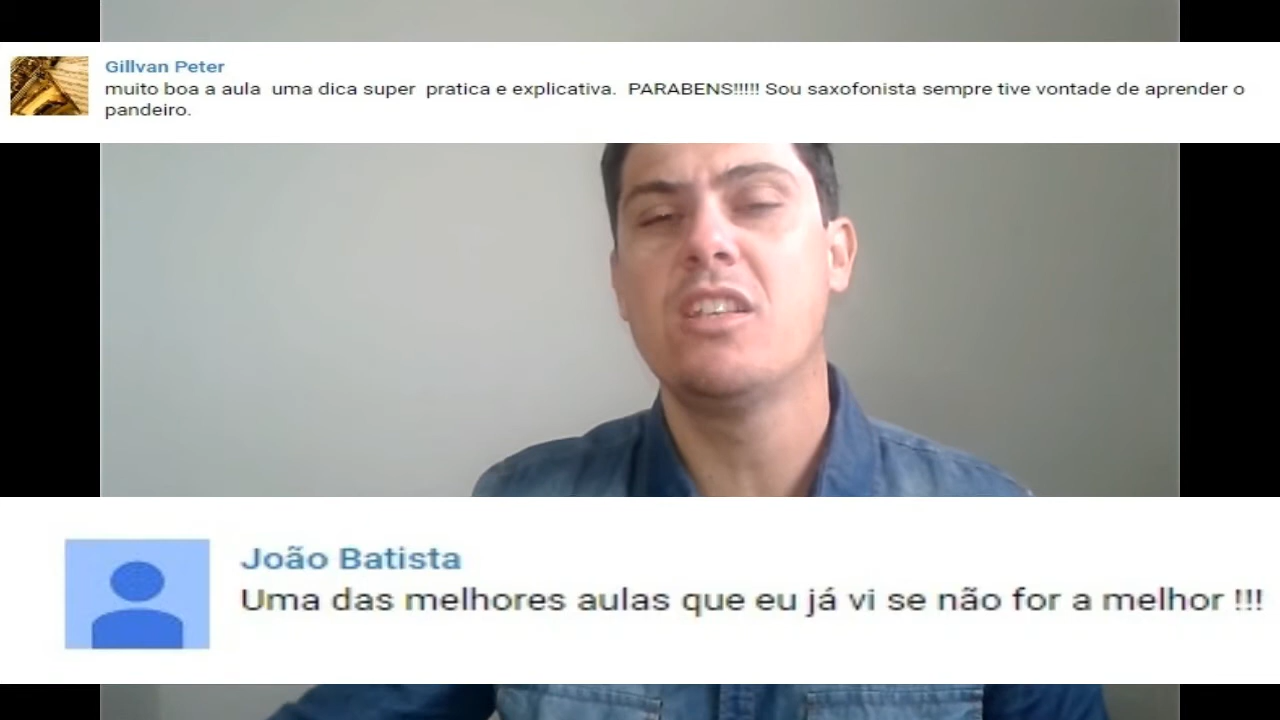 Gillvan Peter
muito boa a aula uma dica super pratica e explicativa. PARABENS!!!!! Sou saxofonista sempre tive vontade de aprender o
pandeiro.
João Batista
Uma das melhores aulas que eu já vi se não for a melhor !!!